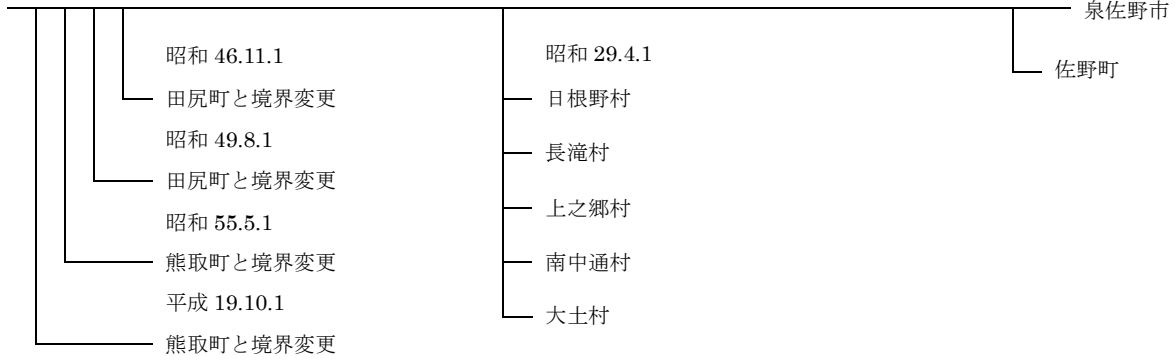 泉佐野市
佐野町
昭和 29.4.1
日根野村
長滝村
上之郷村
南中通村
大土村
昭和 46.11.1
田尻町と境界変更
昭和 49.8.1
田尻町と境界変更
昭和 55.5.1
熊取町と境界変更
平成 19.10.1
熊取町と境界変更